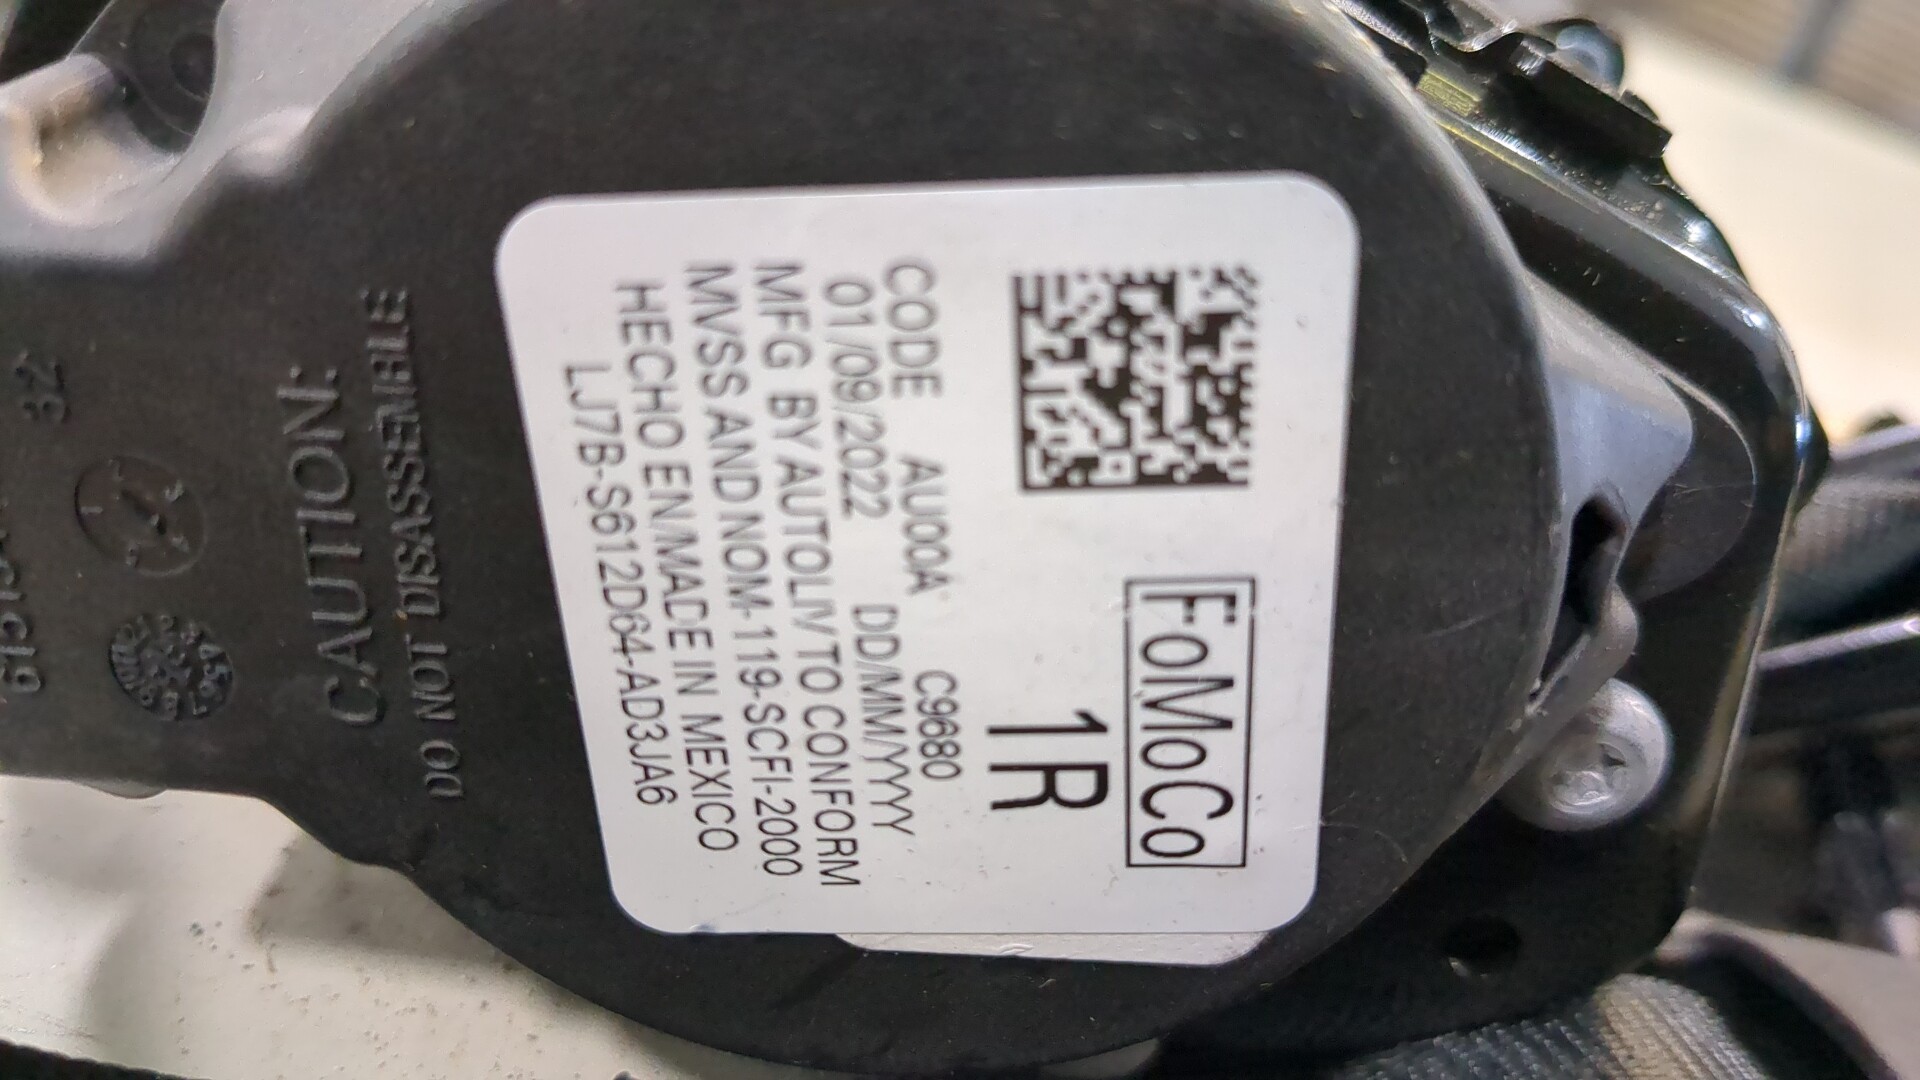 FoMoCo
1R
CODE AU00A C9680
01/09/2022 DD/MM/YYYY
MFG BY AUTOLIV TO CONFORM
MVSS AND NOM-119-SCFI-2000
HECHO EN/MADE IN MEXICO
LJ7B-S612D64-AD3JA6
DO NOT DISASSEMBLE
CAUTION:
32